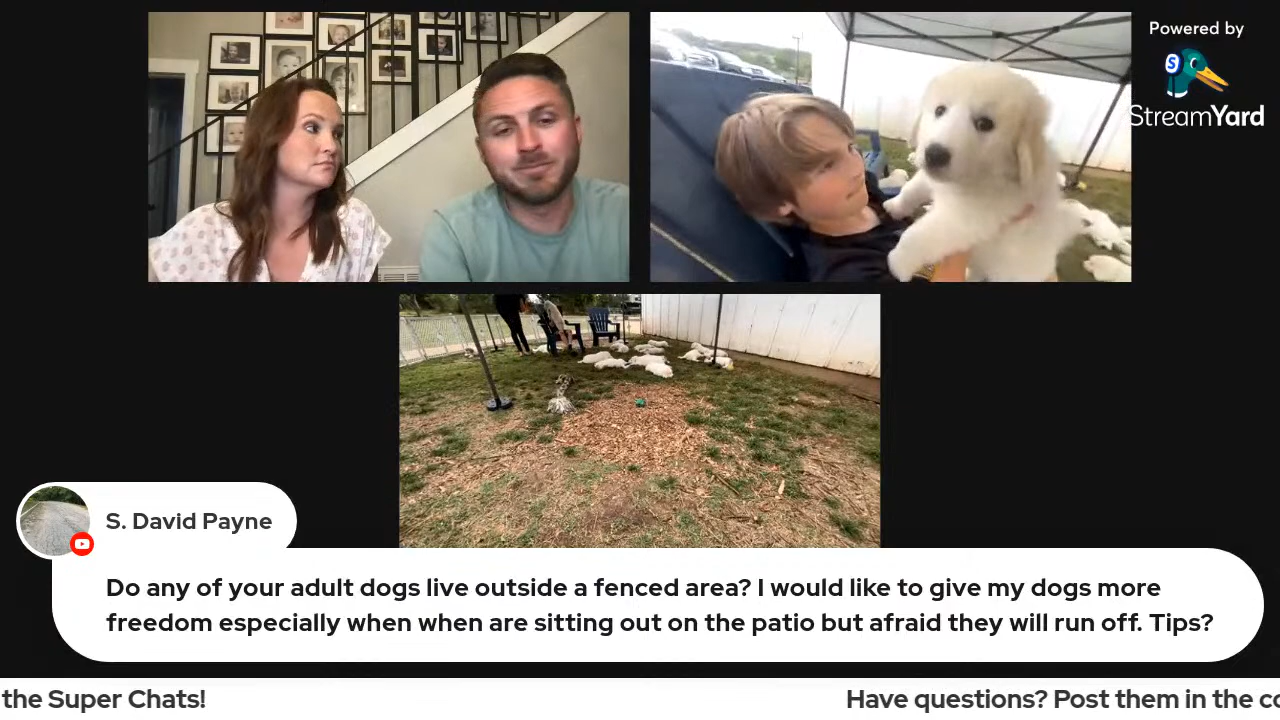 Powered by
S
StreamYard
S. David Payne
Do any of your adult dogs live outside a fenced area? I would like to give my dogs more
freedom especially when when are sitting out on the patio but afraid they will run off. Tips?
the Super Chats!
Have questions? Post them in the co